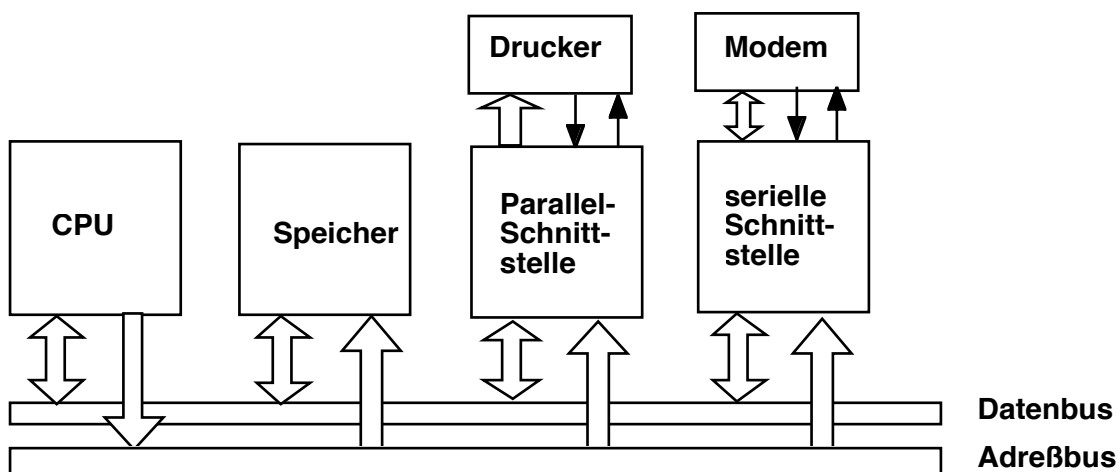 Drucker
Modem
CPU
Speicher
Parallel-
Schnitt-
stelle
serielle
Schnitt-
stelle
Datenbus
Adreßbus